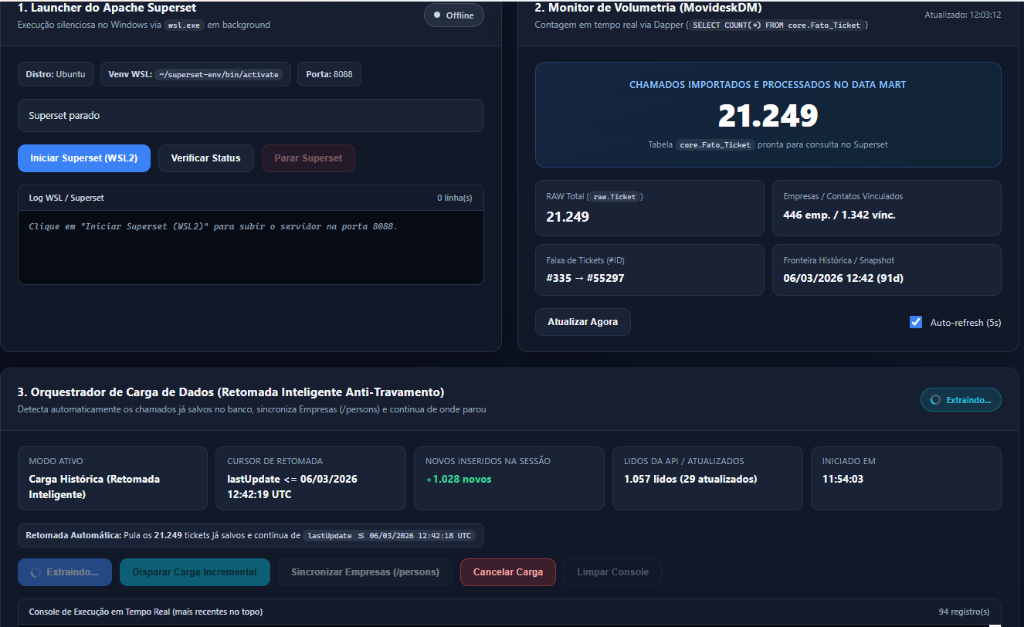 1. Launcher do Apache Superset
Execução silenciosa no Windows via wsl.exe em background
Offline
Distro: Ubuntu
Venv WSL: ~/superset-env/bin/activate
Porta: 8088
Superset parado
Iniciar Superset (WSL2)
Verificar Status
Parar Superset
Log WSL / Superset
0 linha(s)
Clique em "Iniciar Superset (WSL2)" para subir o servidor na porta 8088.
2. Monitor de Volumetria (MovideskDM)
Contagem em tempo real via Dapper ( SELECT COUNT(*) FROM core.Fato_Ticket )
Atualizado: 12:03:12
CHAMADOS IMPORTADOS E PROCESSADOS NO DATA MART
21.249
Tabela core.Fato_Ticket pronta para consulta no Superset
RAW Total ( raw.Ticket )
21.249
Empresas / Contatos Vinculados
446 emp. / 1.342 vínc.
Faixa de Tickets (#ID)
#335 → #55297
Fronteira Histórica / Snapshot
06/03/2026 12:42 (91d)
Atualizar Agora
Auto-refresh (5s)
3. Orquestrador de Carga de Dados (Retomada Inteligente Anti-Travamento)
Detecta automaticamente os chamados já salvos no banco, sincroniza Empresas (/persons) e continua de onde parou
Extraindo...
MODO ATIVO
Carga Histórica (Retomada
Inteligente)
CURSOR DE RETOMADA
lastUpdate <= 06/03/2026
12:42:19 UTC
NOVOS INSERIDOS NA SESSÃO
+1.028 novos
LIDOS DA API / ATUALIZADOS
1.057 lidos (29 atualizados)
INICIADO EM
11:54:03
Retomada Automática: Pula os 21.249 tickets já salvos e continua de lastUpdate ≤ 06/03/2026 12:42:18 UTC
Extraindo...
Disparar Carga Incremental
Sincronizar Empresas (/persons)
Cancelar Carga
Limpar Console
Console de Execução em Tempo Real (mais recentes no topo)
94 registro(s)